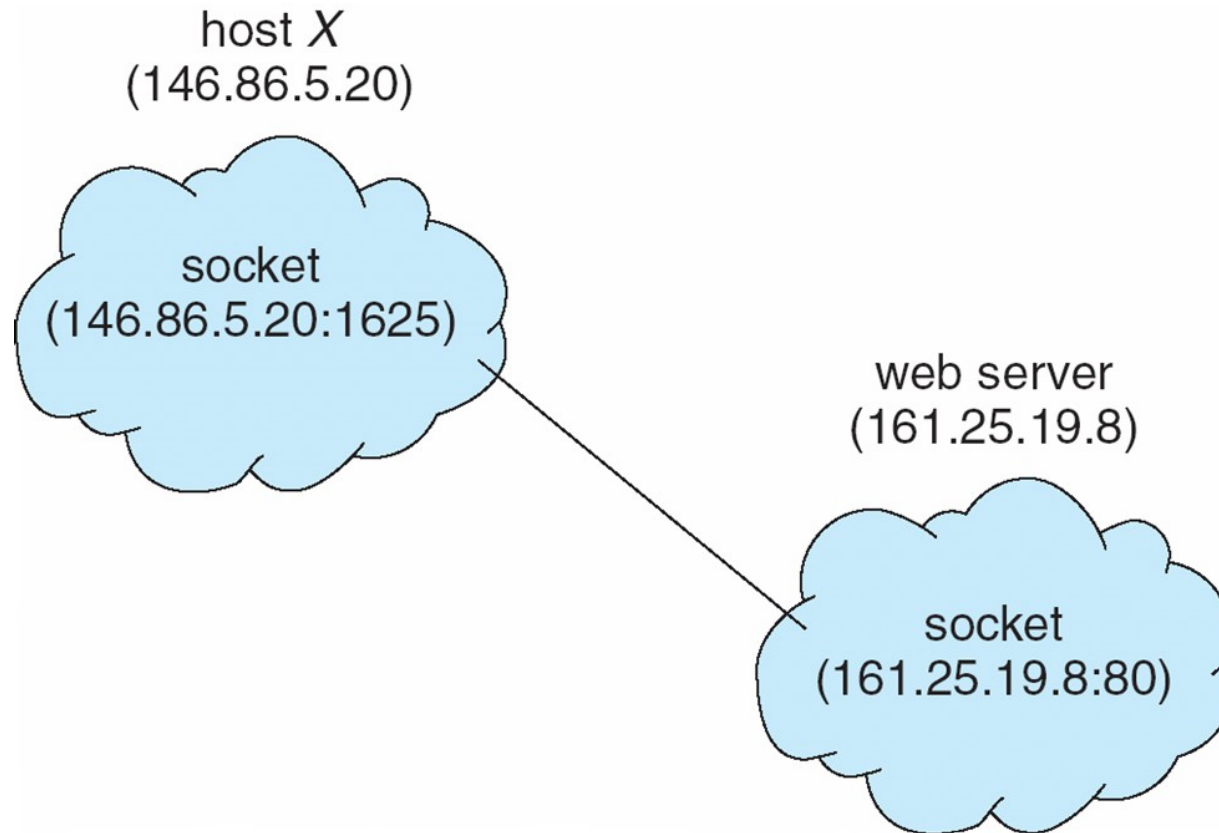 host X
(146.86.5.20)
socket
(146.86.5.20:1625)
web server
(161.25.19.8)
socket
(161.25.19.8:80)